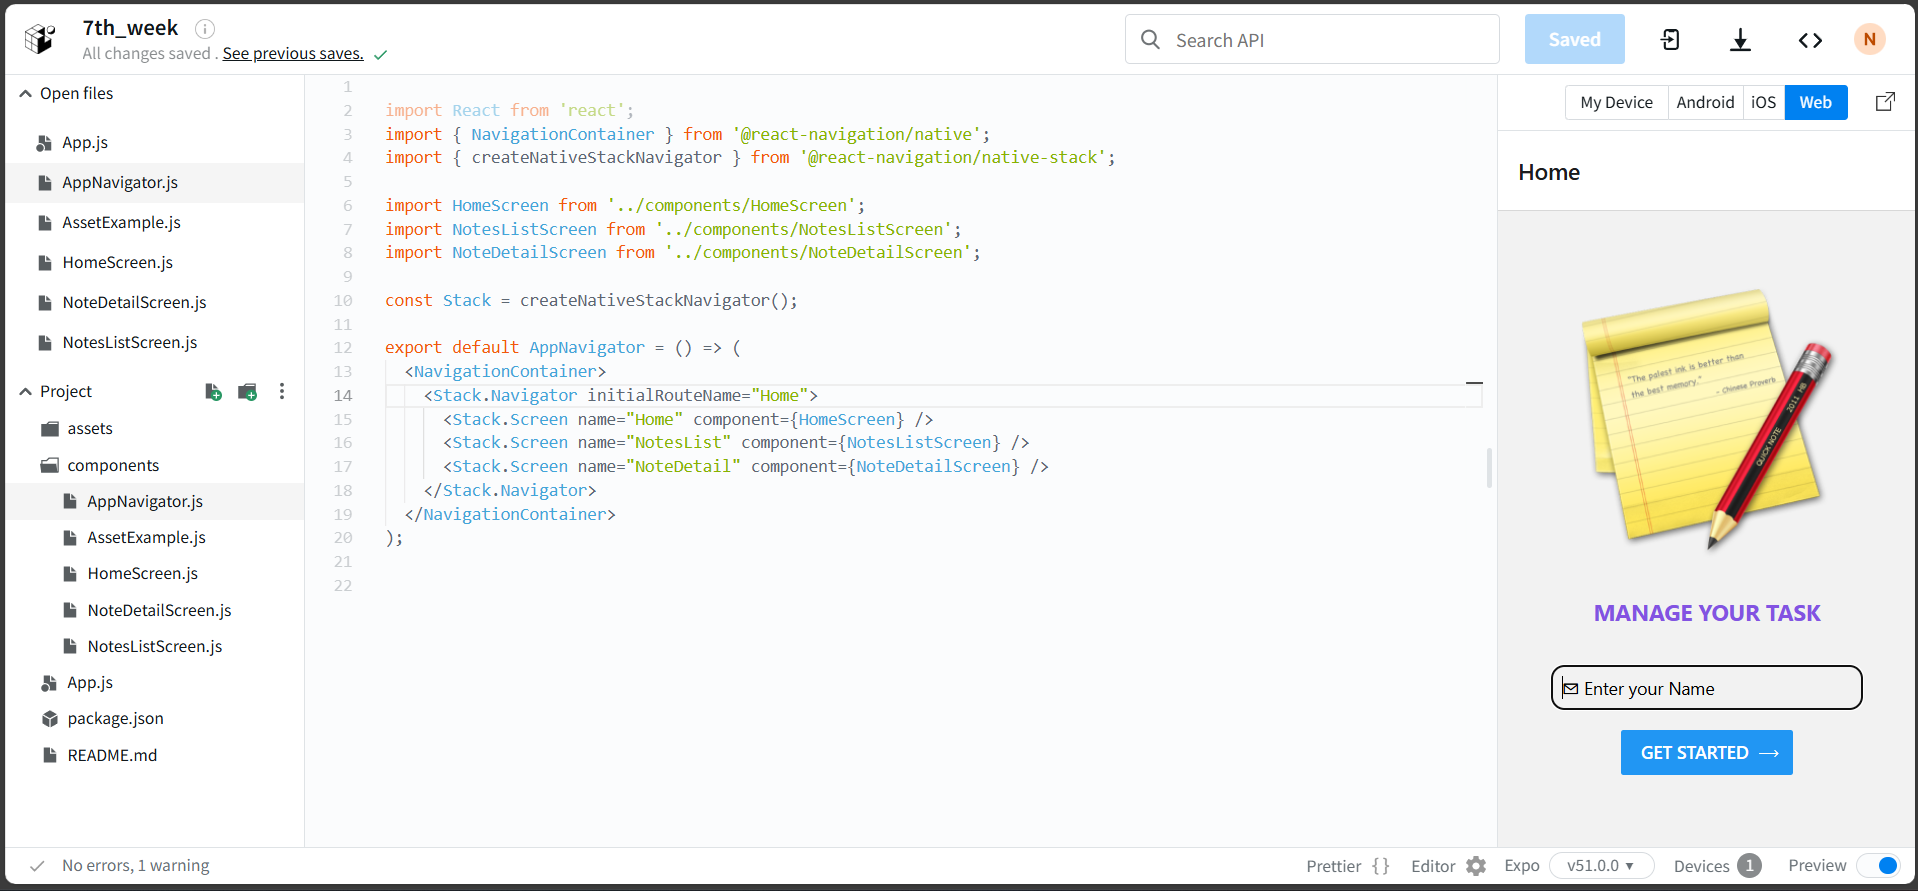 7th_week
All changes saved . See previous saves.
Search API
Saved
N
Open files
App.js
AppNavigator.js
AssetExample.js
HomeScreen.js
NoteDetailScreen.js
NotesListScreen.js
Project
assets
components
AppNavigator.js
AssetExample.js
HomeScreen.js
NoteDetailScreen.js
NotesListScreen.js
App.js
package.json
README.md
1
2 import React from 'react';
3 import { NavigationContainer } from '@react-navigation/native';
4 import { createNativeStackNavigator } from '@react-navigation/native-stack';
5
6 import HomeScreen from '../components/HomeScreen';
7 import NotesListScreen from '../components/NotesListScreen';
8 import NoteDetailScreen from '../components/NoteDetailScreen';
9
10 const Stack = createNativeStackNavigator();
11
12 export default AppNavigator = () => (
13 <NavigationContainer>
14 <Stack.Navigator initialRouteName="Home">
15 <Stack.Screen name="Home" component={HomeScreen} />
16 <Stack.Screen name="NotesList" component={NotesListScreen} />
17 <Stack.Screen name="NoteDetail" component={NoteDetailScreen} />
18 </Stack.Navigator>
19 </NavigationContainer>
20 );
21
22
My Device Android iOS Web
Home
"The palest ink is better than
the best memory."
- Chinese Proverb
QUICK NOTE 2011 HB
MANAGE YOUR TASK
Enter your Name
GET STARTED →
No errors, 1 warning
Prettier {} Editor Expo v51.0.0 Devices 1 Preview